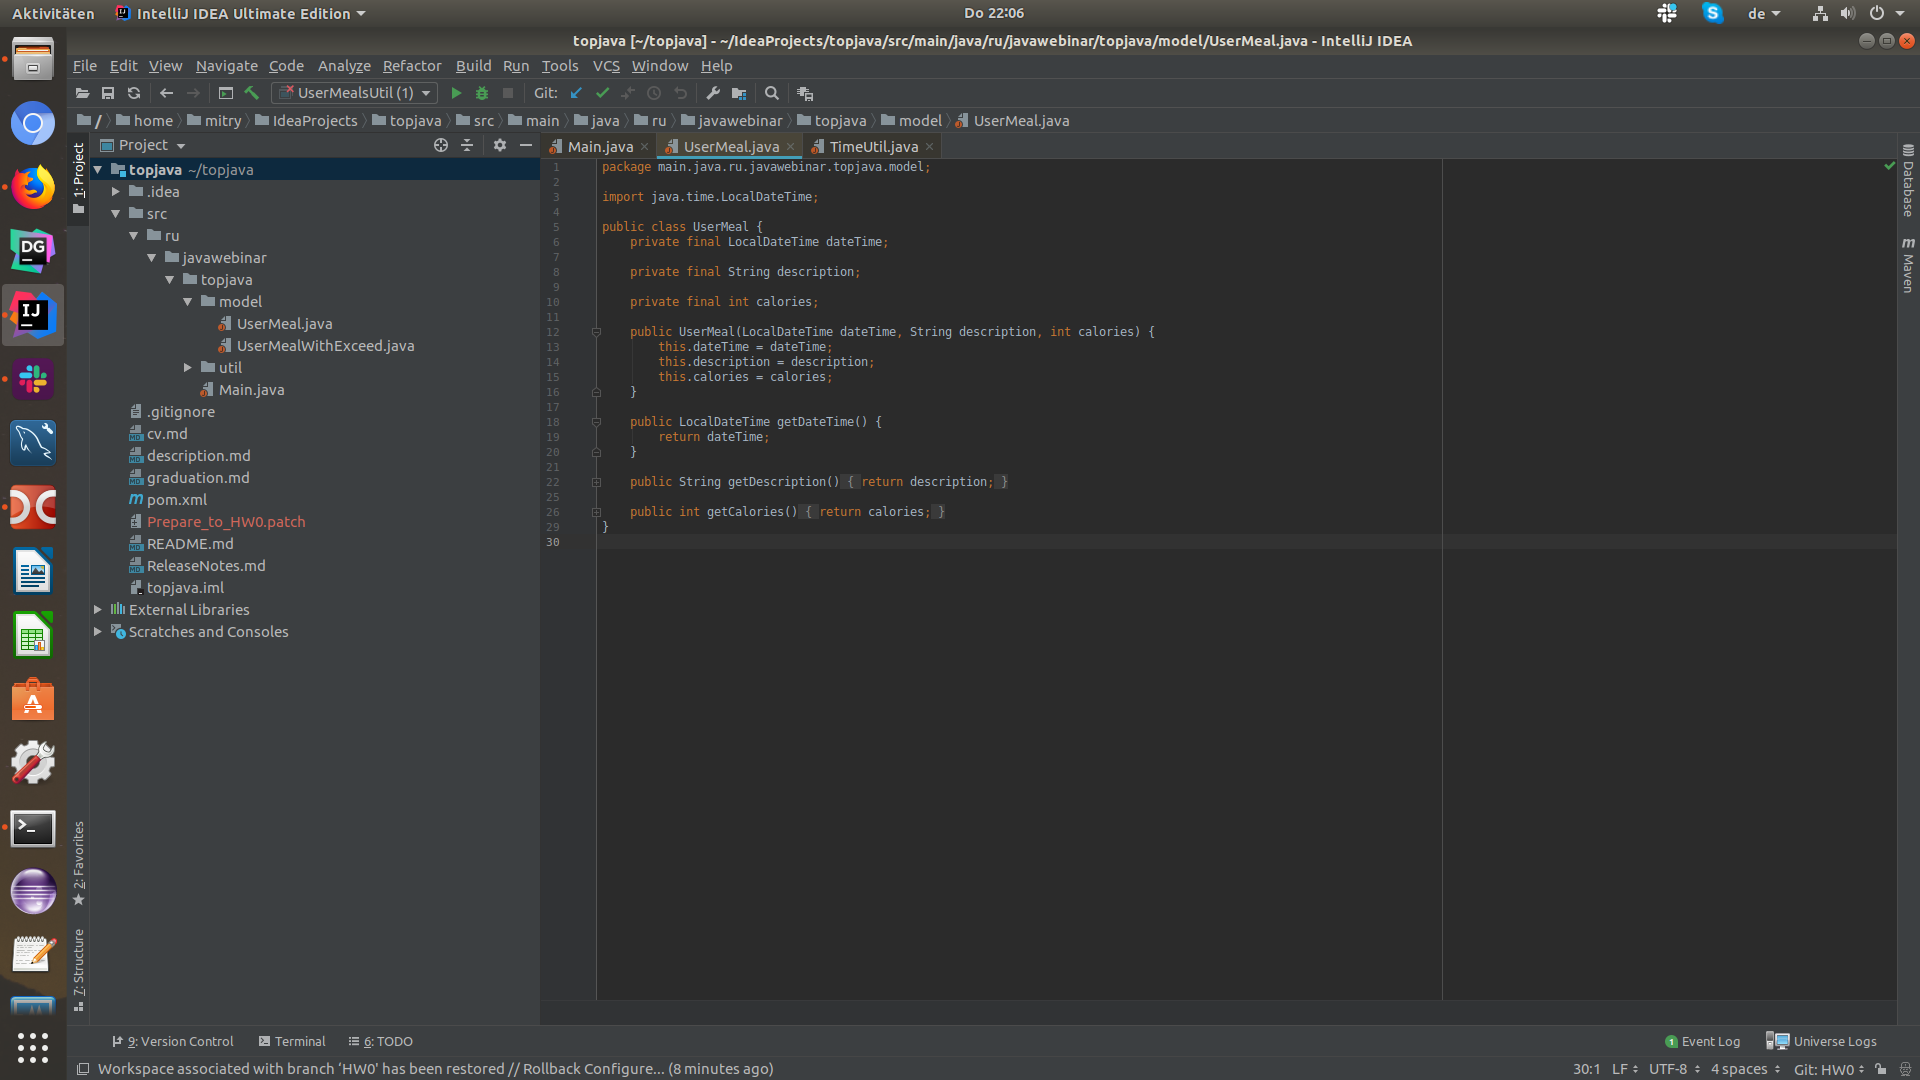 Aktivitäten IntelliJ IDEA Ultimate Edition Do 22:06 de
topjava [~/topjava] - ~/IdeaProjects/topjava/src/main/java/ru/javawebinar/topjava/model/UserMeal.java - IntelliJ IDEA
File Edit View Navigate Code Analyze Refactor Build Run Tools VCS Window Help
UserMealsUtil (1) Git:
/ home mitry IdeaProjects topjava src main java ru javawebinar topjava model UserMeal.java
Project
Main.java UserMeal.java TimeUtil.java
1: Project
2: Favorites
7: Structure
topjava ~/topjava
.idea
src
ru
javawebinar
topjava
model
UserMeal.java
UserMealWithExceed.java
util
Main.java
.gitignore
cv.md
description.md
graduation.md
pom.xml
Prepare_to_HW0.patch
README.md
ReleaseNotes.md
topjava.iml
External Libraries
Scratches and Consoles
1 package main.java.ru.javawebinar.topjava.model;
2
3 import java.time.LocalDateTime;
4
5 public class UserMeal {
6 private final LocalDateTime dateTime;
7
8 private final String description;
9
10 private final int calories;
11
12 public UserMeal(LocalDateTime dateTime, String description, int calories) {
13 this.dateTime = dateTime;
14 this.description = description;
15 this.calories = calories;
16 }
17
18 public LocalDateTime getDateTime() {
19 return dateTime;
20 }
21
22 public String getDescription() { return description; }
25
26 public int getCalories() { return calories; }
29 }
30
Database
Maven
9: Version Control Terminal 6: TODO 1 Event Log Universe Logs
Workspace associated with branch 'HW0' has been restored // Rollback Configure... (8 minutes ago) 30:1 LF UTF-8 4 spaces Git: HW0
DG
IJ